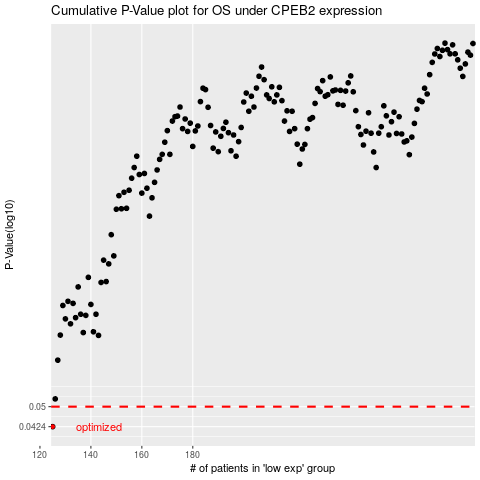 Cumulative P-Value plot for OS under CPEB2 expression
P-Value(log10)
0.05
0.0424
optimized
120 140 160 180
# of patients in 'low exp' group